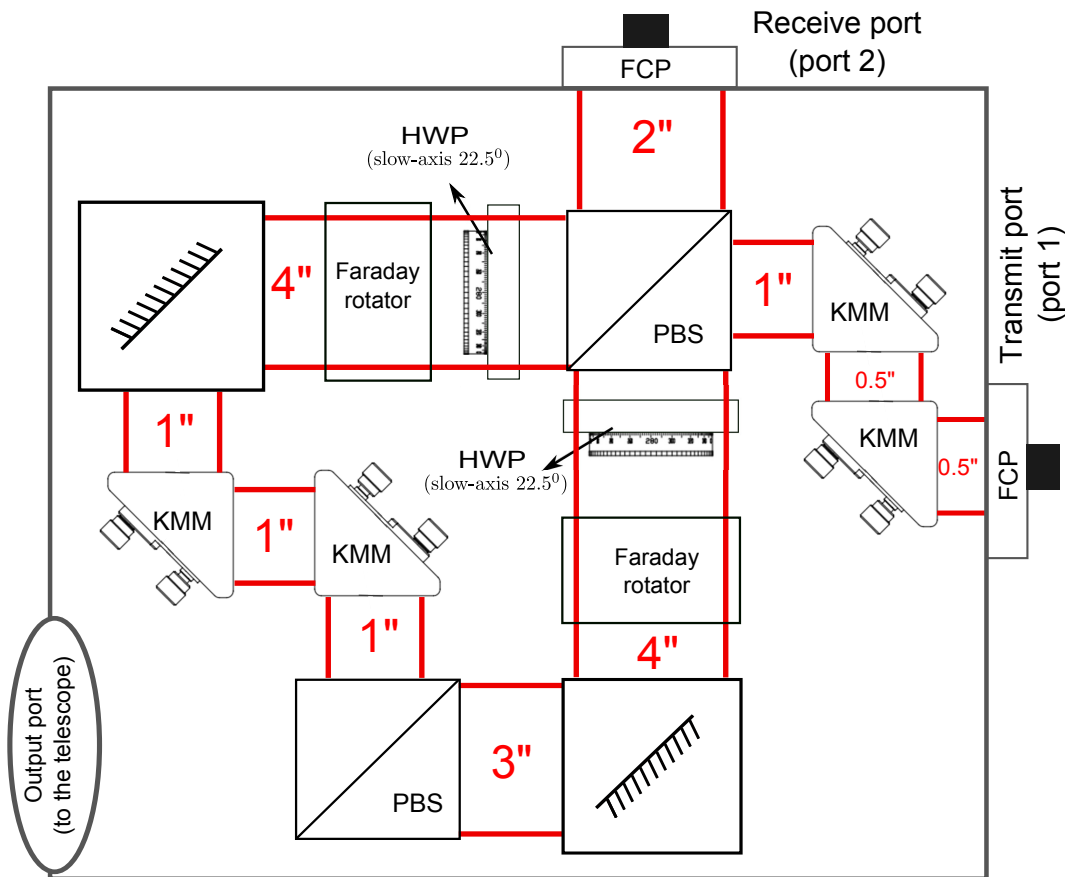 Receive port
(port 2)
FCP
2"
HWP
(slow-axis 22.5⁰)
Transmit port
(port 1)
4"
Faraday
rotator
280
PBS
1"
KMM
0.5"
KMM
0.5"
FCP
1"
280
HWP
(slow-axis 22.5⁰)
KMM
1"
KMM
Faraday
rotator
1"
4"
Output port
(to the telescope)
PBS
3"